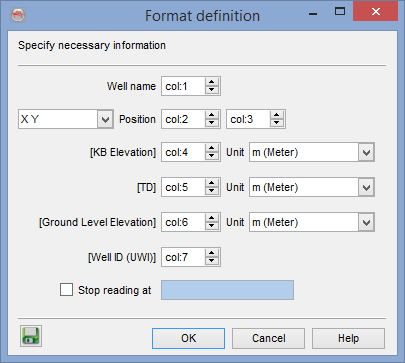 Format definition
Specify necessary information
Well name col:1
X Y Position col:2 col:3
[KB Elevation] col:4 Unit m (Meter)
[TD] col:5 Unit m (Meter)
[Ground Level Elevation] col:6 Unit m (Meter)
[Well ID (UWI)] col:7
Stop reading at
OK Cancel Help